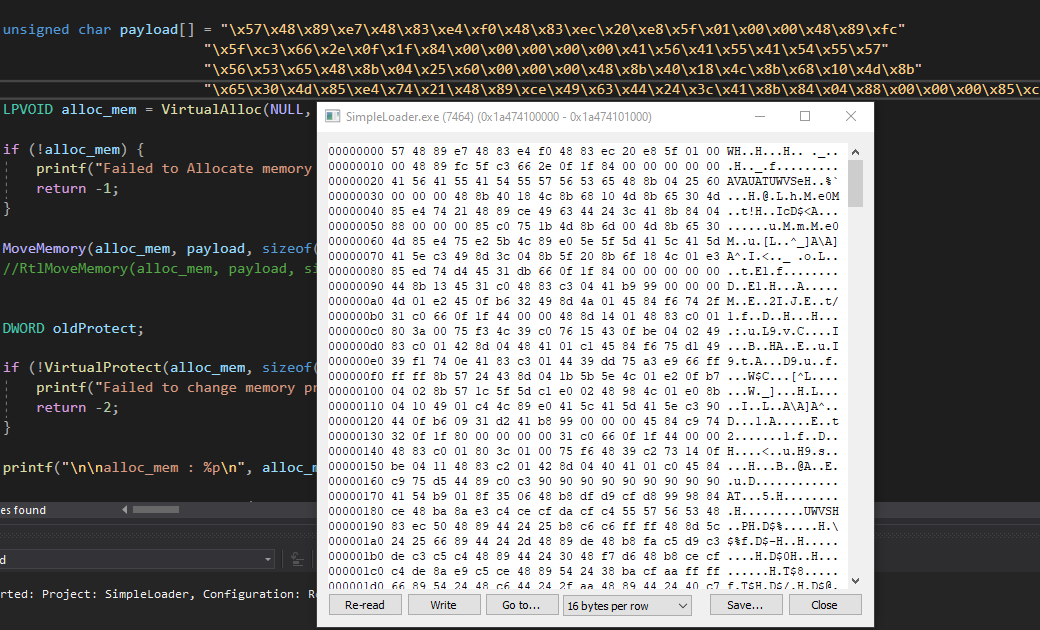 unsigned char payload[] = "\x57\x48\x89\xe7\x48\x83\xe4\xf0\x48\x83\xec\x20\xe8\x5f\x01\x00\x00\x48\x89\xfc"
"\x5f\xc3\x66\x2e\x0f\x1f\x84\x00\x00\x00\x00\x00\x41\x56\x41\x55\x41\x54\x55\x57"
"\x56\x53\x65\x48\x8b\x04\x25\x60\x00\x00\x00\x48\x8b\x40\x18\x4c\x8b\x68\x10\x4d\x8b"
"\x65\x30\x4d\x85\xe4\x74\x21\x48\x89\xce\x49\x63\x44\x24\x3c\x41\x8b\x84\x04\x88\x00\x00\x00\x85\xc
LPVOID alloc_mem = VirtualAlloc(NULL,
if (!alloc_mem) {
printf("Failed to Allocate memory
return -1;
}
MoveMemory(alloc_mem, payload, sizeof(
//RtlMoveMemory(alloc_mem, payload, si
DWORD oldProtect;
if (!VirtualProtect(alloc_mem, sizeof(
printf("Failed to change memory pr
return -2;
}
printf("\n\nalloc_mem : %p\n", alloc_m
es found
d
rted: Project: SimpleLoader, Configuration: R
SimpleLoader.exe (7464) (0x1a474100000 - 0x1a474101000)
00000000 57 48 89 e7 48 83 e4 f0 48 83 ec 20 e8 5f 01 00 WH..H...H.. ._..
00000010 00 48 89 fc 5f c3 66 2e 0f 1f 84 00 00 00 00 00 .H.._.f.........
00000020 41 56 41 55 41 54 55 57 56 53 65 48 8b 04 25 60 AVAUATUWVSeH..%`
00000030 00 00 00 48 8b 40 18 4c 8b 68 10 4d 8b 65 30 4d ...H.@.L.h.M.e0M
00000040 85 e4 74 21 48 89 ce 49 63 44 24 3c 41 8b 84 04 ..t!H..IcD$<A...
00000050 88 00 00 00 85 c0 75 1b 4d 8b 6d 00 4d 8b 65 30 ......u.M.m.M.e0
00000060 4d 85 e4 75 e2 5b 4c 89 e0 5e 5f 5d 41 5c 41 5d M..u.[L..^_]A\A]
00000070 41 5e c3 49 8d 3c 04 8b 5f 20 8b 6f 18 4c 01 e3 A^.I.<.._ .o.L..
00000080 85 ed 74 d4 45 31 db 66 0f 1f 84 00 00 00 00 00 ..t.E1.f........
00000090 44 8b 13 45 31 c0 48 83 c3 04 41 b9 99 00 00 00 D..E1.H...A.....
000000a0 4d 01 e2 45 0f b6 32 49 8d 4a 01 45 84 f6 74 2f M..E..2I.J.E..t/
000000b0 31 c0 66 0f 1f 44 00 00 48 8d 14 01 48 83 c0 01 1.f..D..H...H...
000000c0 80 3a 00 75 f3 4c 39 c0 76 15 43 0f be 04 02 49 .:.u.L9.v.C....I
000000d0 83 c0 01 42 8d 04 48 41 01 c1 45 84 f6 75 d1 49 ...B..HA..E..u.I
000000e0 39 f1 74 0e 41 83 c3 01 44 39 dd 75 a3 e9 66 ff 9.t.A...D9.u..f.
000000f0 ff ff 8b 57 24 43 8d 04 1b 5b 5e 4c 01 e2 0f b7 ...W$C...[^L....
00000100 04 02 8b 57 1c 5f 5d c1 e0 02 48 98 4c 01 e0 8b ...W._]...H.L...
00000110 04 10 49 01 c4 4c 89 e0 41 5c 41 5d 41 5e c3 90 ..I..L..A\A]A^..
00000120 44 0f b6 09 31 d2 41 b8 99 00 00 00 45 84 c9 74 D...1.A.....E..t
00000130 32 0f 1f 80 00 00 00 00 31 c0 66 0f 1f 44 00 00 2.......1.f..D..
00000140 48 83 c0 01 80 3c 01 00 75 f6 48 39 c2 73 14 0f H....<..u.H9.s..
00000150 be 04 11 48 83 c2 01 42 8d 04 40 41 01 c0 45 84 ...H...B..@A..E.
00000160 c9 75 d5 44 89 c0 c3 90 90 90 90 90 90 90 90 90 .u.D............
00000170 41 54 b9 01 8f 35 06 48 b8 df d9 cf d8 99 98 84 AT...5.H........
00000180 ce 48 ba 8a e3 c4 ce cf da cf c4 55 57 56 53 48 .H.........UWVSH
00000190 83 ec 50 48 89 44 24 25 b8 c6 c6 ff ff 48 8d 5c ..PH.D$%.....H.\
000001a0 24 25 66 89 44 24 2d 48 89 de 48 b8 fa c5 d9 c3 $%f.D$-H..H.....
000001b0 de c3 c5 c4 48 89 44 24 30 48 f7 d6 48 b8 ce cf ....H.D$0H..H...
000001c0 c4 de 8a e9 c5 ce 48 89 54 24 38 ba cf aa ff ff ......H.T$8.....
000001d0 66 89 54 24 48 c6 44 24 2f aa 48 89 44 24 40 c7 f.T$H.D$/.H.D$@.
Re-read
Write
Go to...
16 bytes per row
Save...
Close